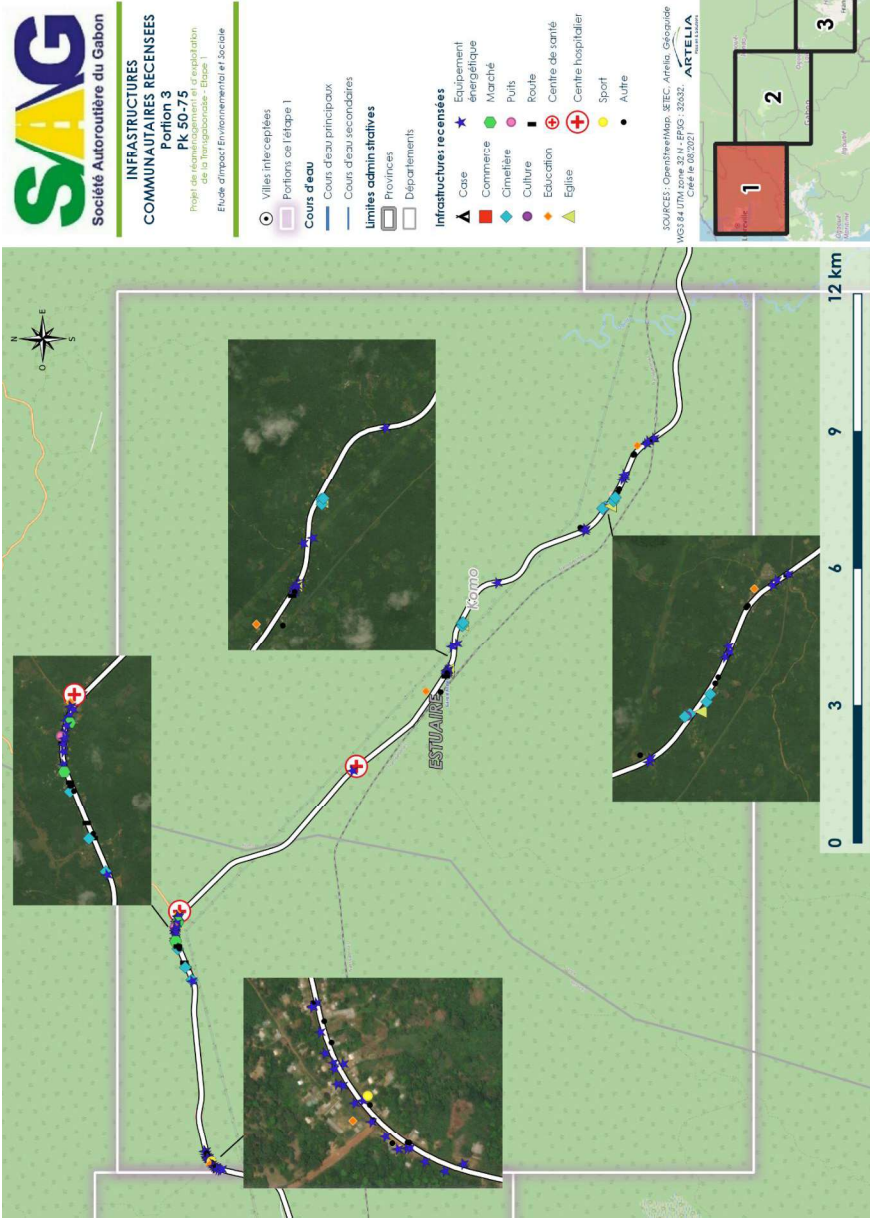 SAG
Société Autoroutière du Gabon
INFRASTRUCTURES
COMMUNAUTAIRES RECENSEES
Portion 3
PK 50-75
Projet de réaménagement et d'exploitation
de la Transgabonaise - Etape 1
Etude d'Impact Environnemental et Sociale
Villes interceptées
Portions de l'étape 1
Cours d'eau
Cours d'eau principaux
Cours d'eau secondaires
Limites administratives
Provinces
Départements
Infrastructures recensées
Case
Commerce
Cimetière
Culture
Education
Eglise
Equipement
énergétique
Marché
Puits
Route
Centre de santé
Centre hospitalier
Sport
Autre
SOURCES : OpenStreetMap, SETEC, Artelia, Géoguide
WGS 84 UTM zone 32 N - EPSG : 32632.
Créé le 08/2021
ARTELIA
1
2
3
N
O
E
S
ESTUAIRE
Komo
0
3
6
9
12 km